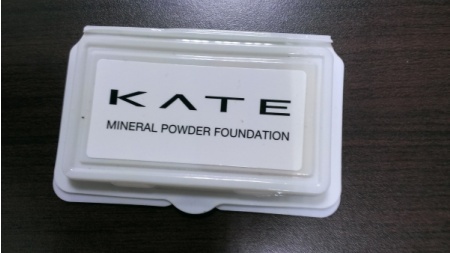 KATE
MINERAL POWDER FOUNDATION